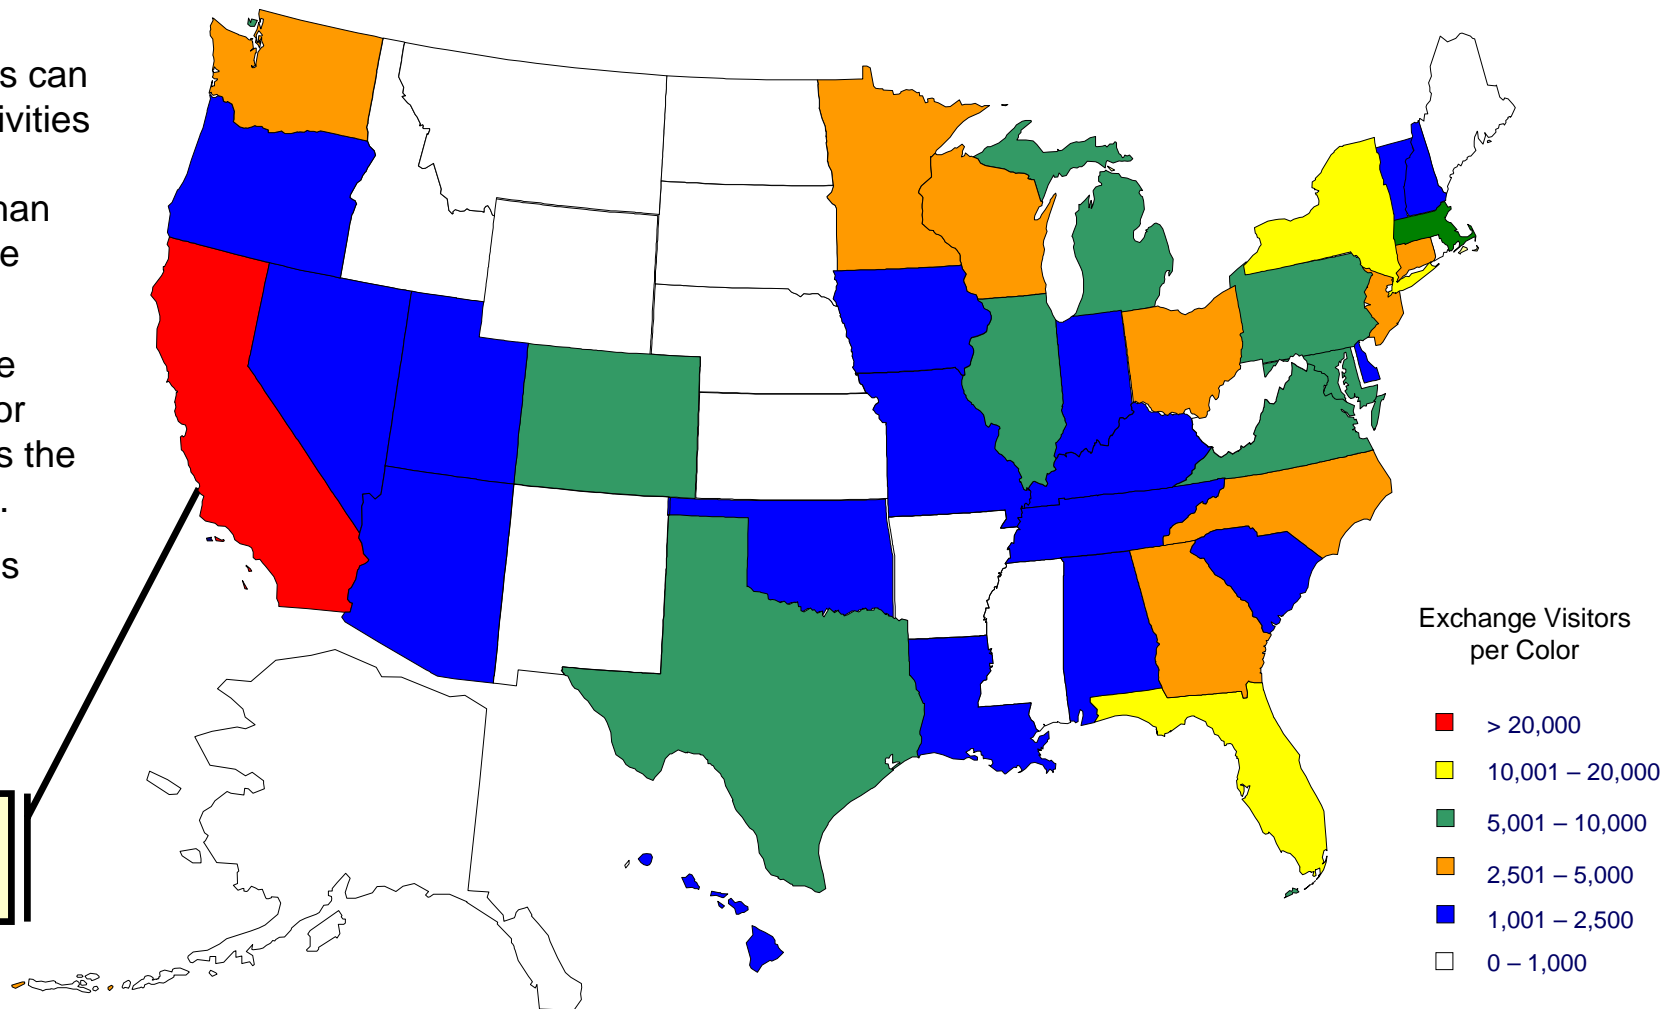 s can
ivities
han
e
e
or
s the
.
s
Exchange Visitors
per Color
> 20,000
10,001 – 20,000
5,001 – 10,000
2,501 – 5,000
1,001 – 2,500
0 – 1,000